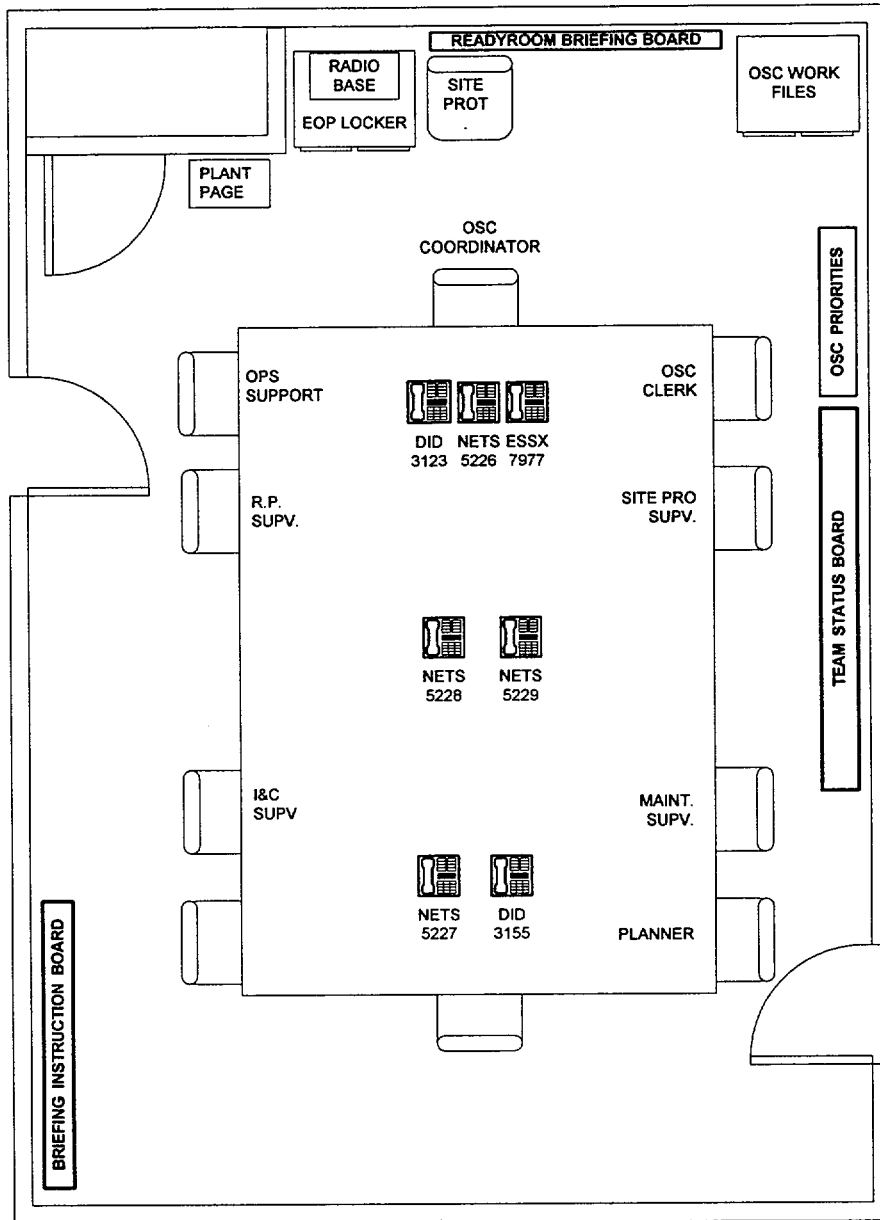 READYROOM BRIEFING BOARD
RADIO
BASE
EOP LOCKER
SITE
PROT
OSC WORK
FILES
PLANT
PAGE
OSC
COORDINATOR
OSC PRIORITIES
OPS
SUPPORT
OSC
CLERK
DID
3123
NETS
5226
ESSX
7977
R.P.
SUPV.
SITE PRO
SUPV.
TEAM STATUS BOARD
NETS
5228
NETS
5229
I&C
SUPV
MAINT.
SUPV.
NETS
5227
DID
3155
PLANNER
BRIEFING INSTRUCTION BOARD